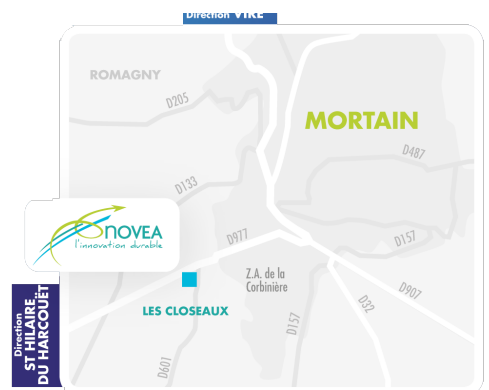 Direction VIRE
ROMAGNY
D205
MORTAIN
D487
D133
NOVEA
l'innovation durable
D977
D157
Z.A. de la
Corbinière
D907
D32
LES CLOSEAUX
D157
D601
Direction
ST HILAIRE
DU HARCOUËT